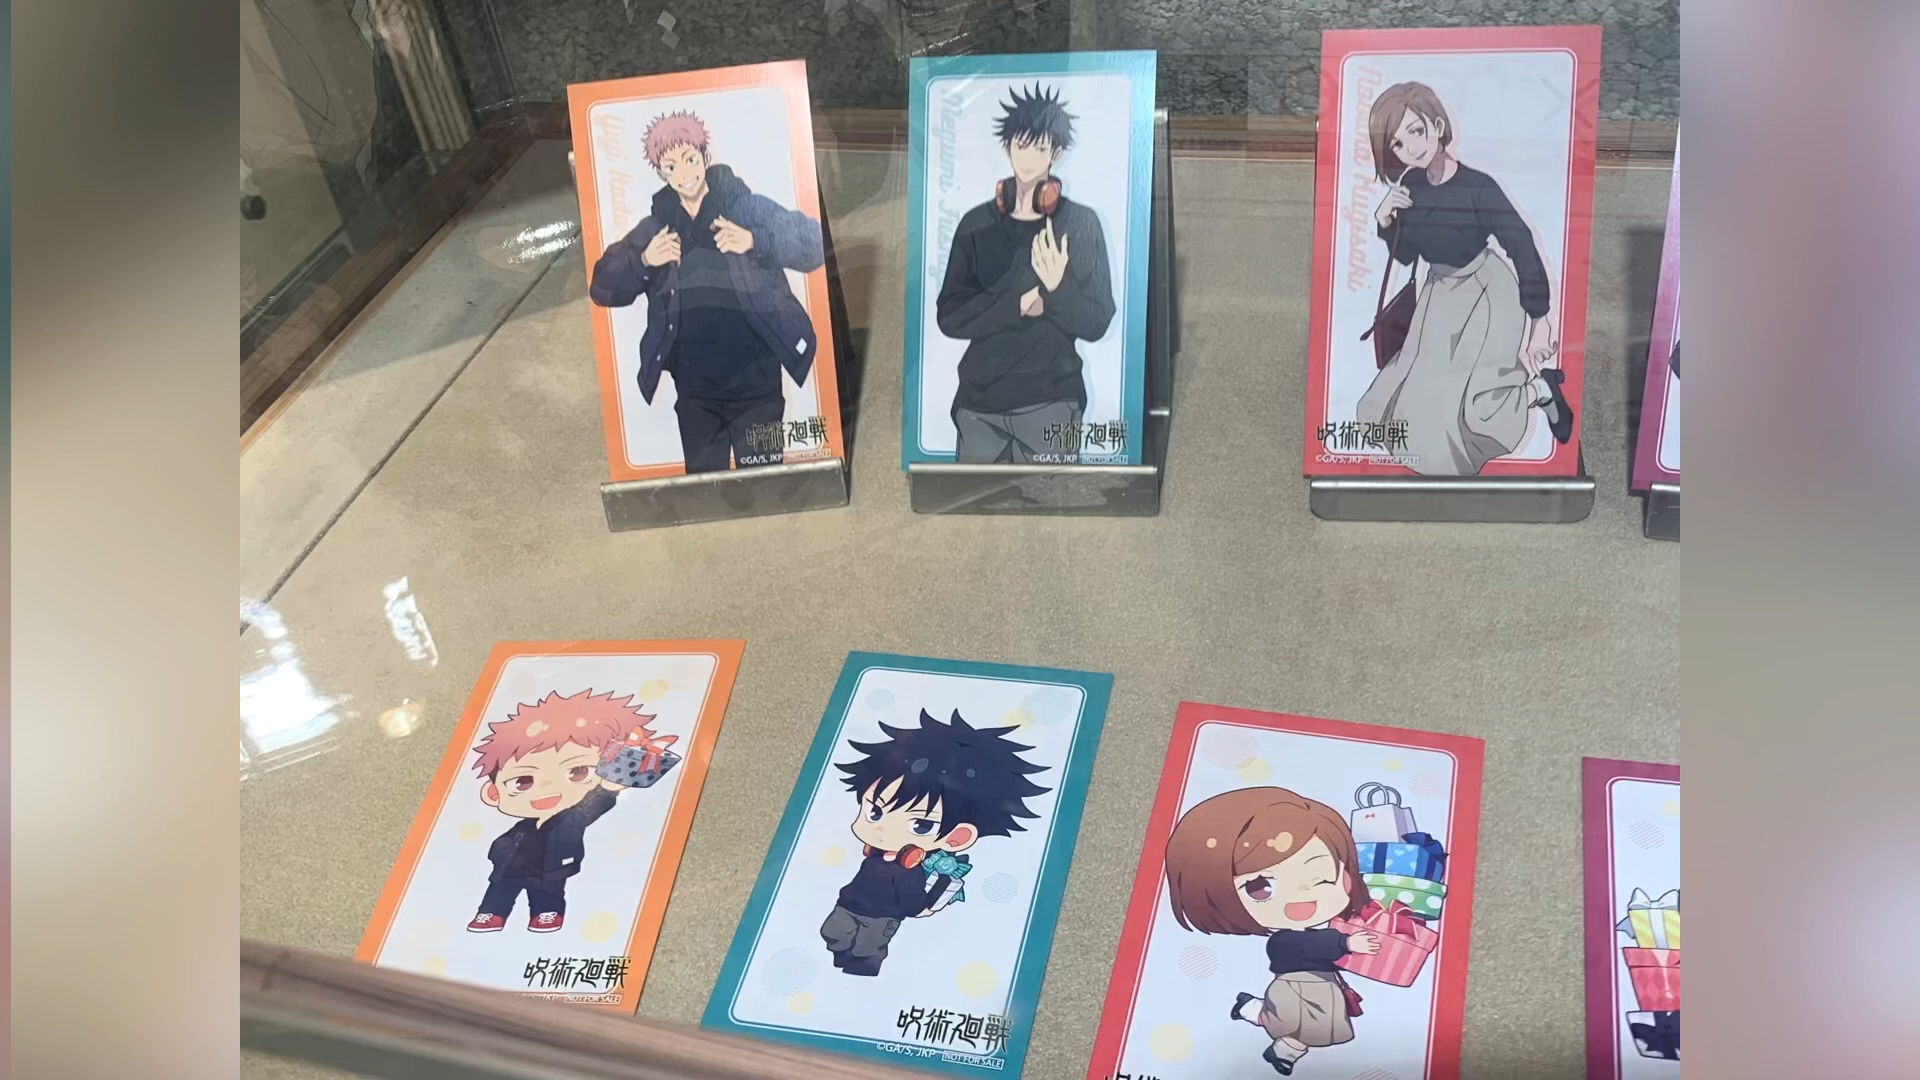 Yuji Itadori
呪術廻戦
©GA/S, JKP NOT FOR SALE
Megumi Fushiguro
呪術廻戦
©GA/S, JKP NOT FOR SALE
Nobara Kugisaki
呪術廻戦
©GA/S, JKP NOT FOR SALE
呪術廻戦
JKP NOT FOR SALE
呪術廻戦
©GA/S, JKP NOT FOR SALE